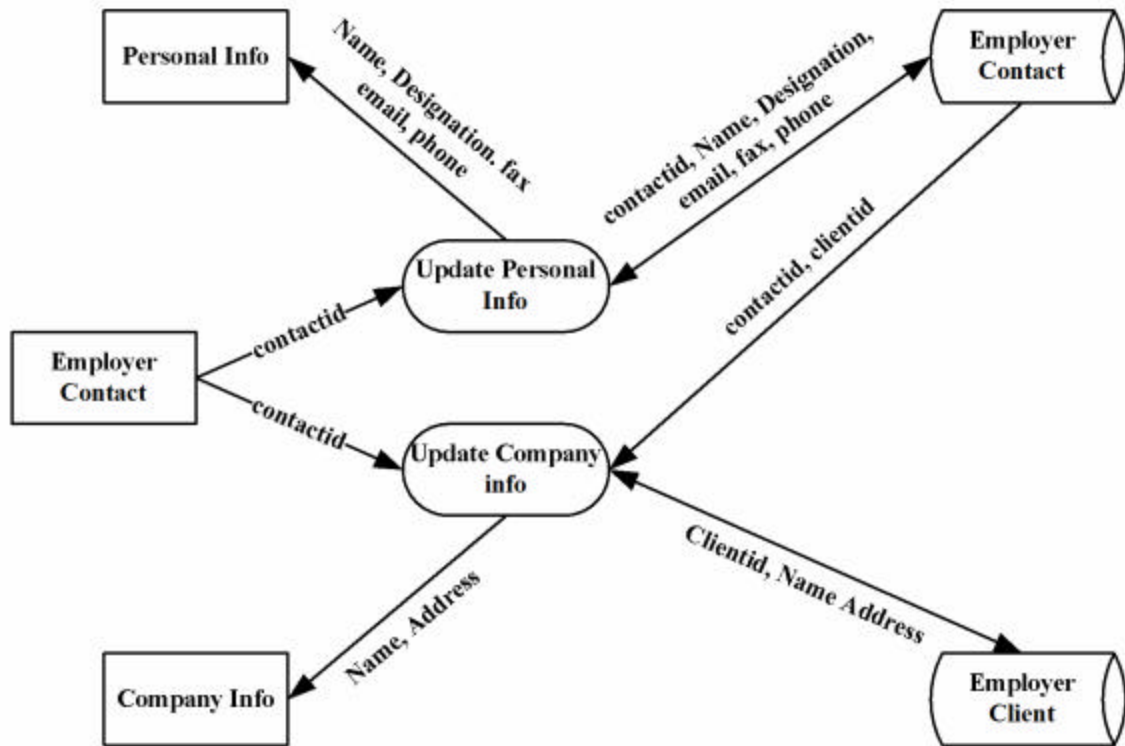 Personal Info
Name, Designation. fax
email, phone
contactid, Name, Designation,
email, fax, phone
Employer
Contact
contactid, clientid
Update Personal
Info
contactid
Employer
Contact
contactid
Update Company
info
Clientid, Name Address
Name, Address
Company Info
Employer
Client